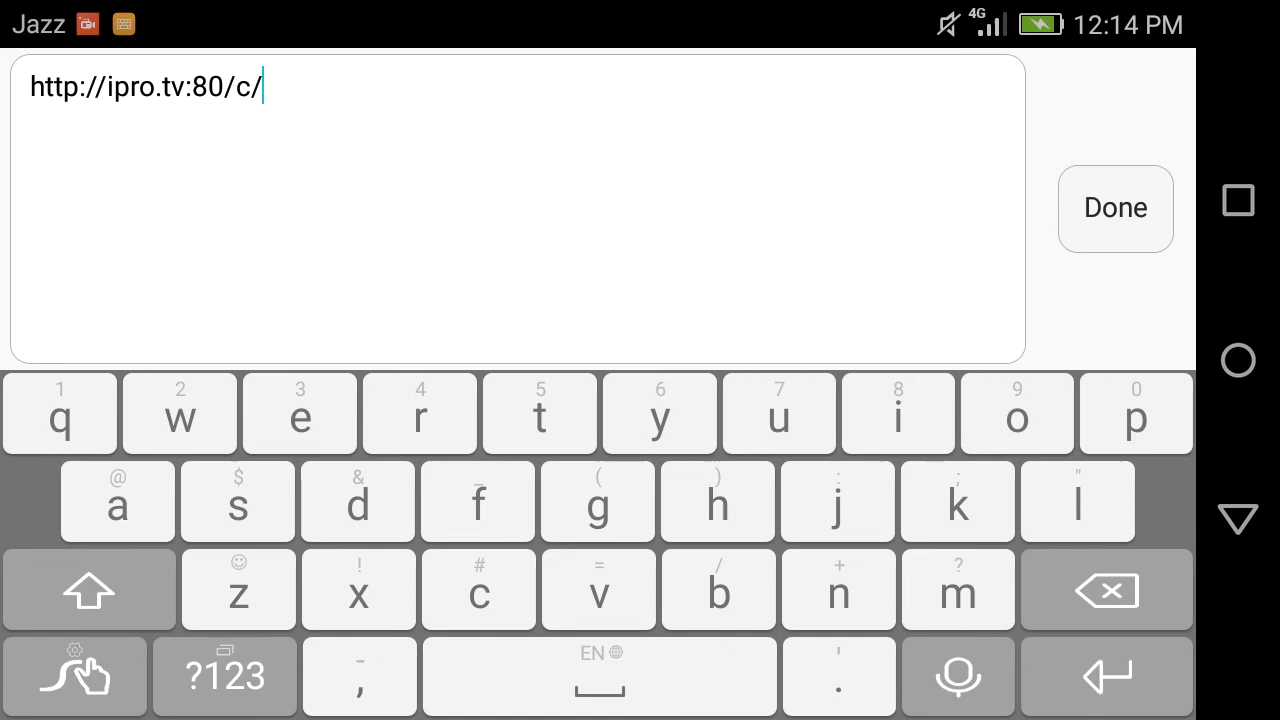 Jazz 4G 12:14 PM
http://ipro.tv:80/c/
Done
1 2 3 4 5 6 7 8 9 0
q w e r t y u i o p
@ $ & _ ( ) : ; "
a s d f g h j k l
! # = / + ?
z x c v b n m
- EN '
?123 , .